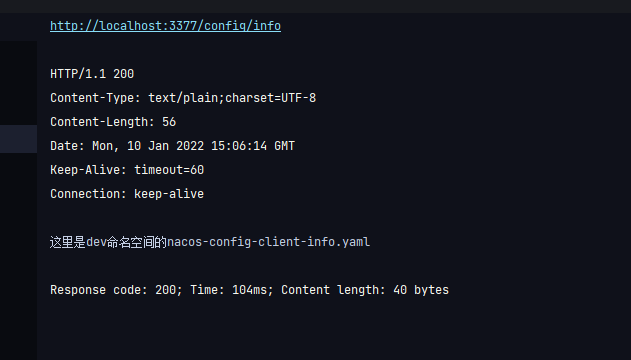 http://localhost:3377/config/info
HTTP/1.1 200
Content-Type: text/plain;charset=UTF-8
Content-Length: 56
Date: Mon, 10 Jan 2022 15:06:14 GMT
Keep-Alive: timeout=60
Connection: keep-alive
这里是dev命名空间的nacos-config-client-info.yaml
Response code: 200; Time: 104ms; Content length: 40 bytes